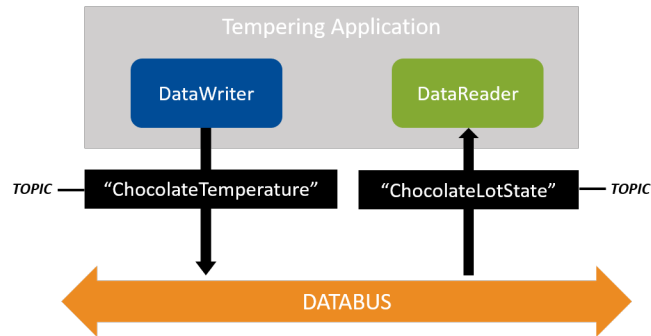 Tempering Application
DataWriter
DataReader
TOPIC
“ChocolateTemperature”
“ChocolateLotState”
TOPIC
DATABUS